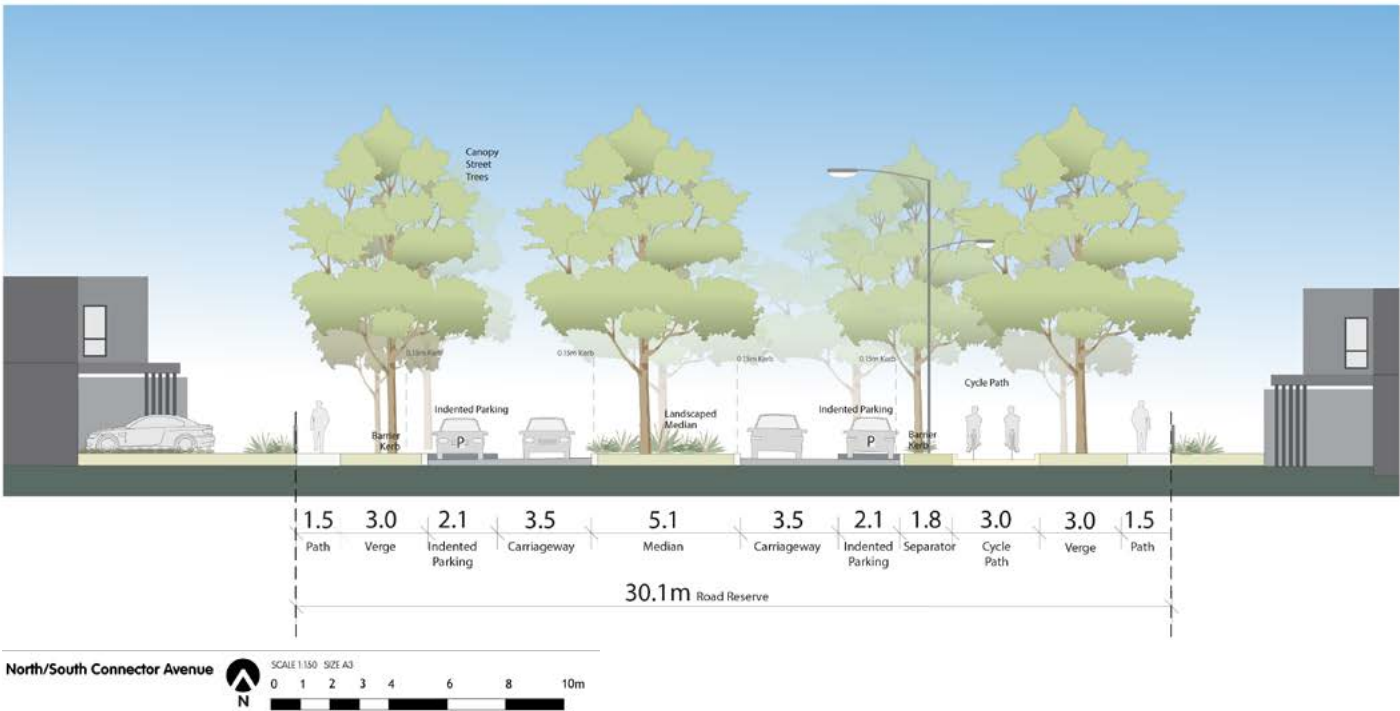 Canopy
Street
Trees
0.15m Kerb
0.15m Kerb
0.15m Kerb
0.15m Kerb
Cycle Path
Indented Parking
Indented Parking
Landscaped
Median
Barrier
Kerb
Barrier
Kerb
P
P
1.5 3.0 2.1 3.5 5.1 3.5 2.1 1.8 3.0 3.0 1.5
Path Verge Indented Parking Carriageway Median Carriageway Indented Parking Separator Cycle Path Verge Path
30.1m Road Reserve
North/South Connector Avenue
N
SCALE 1:150 SIZE A3
0 1 2 3 4 6 8 10m